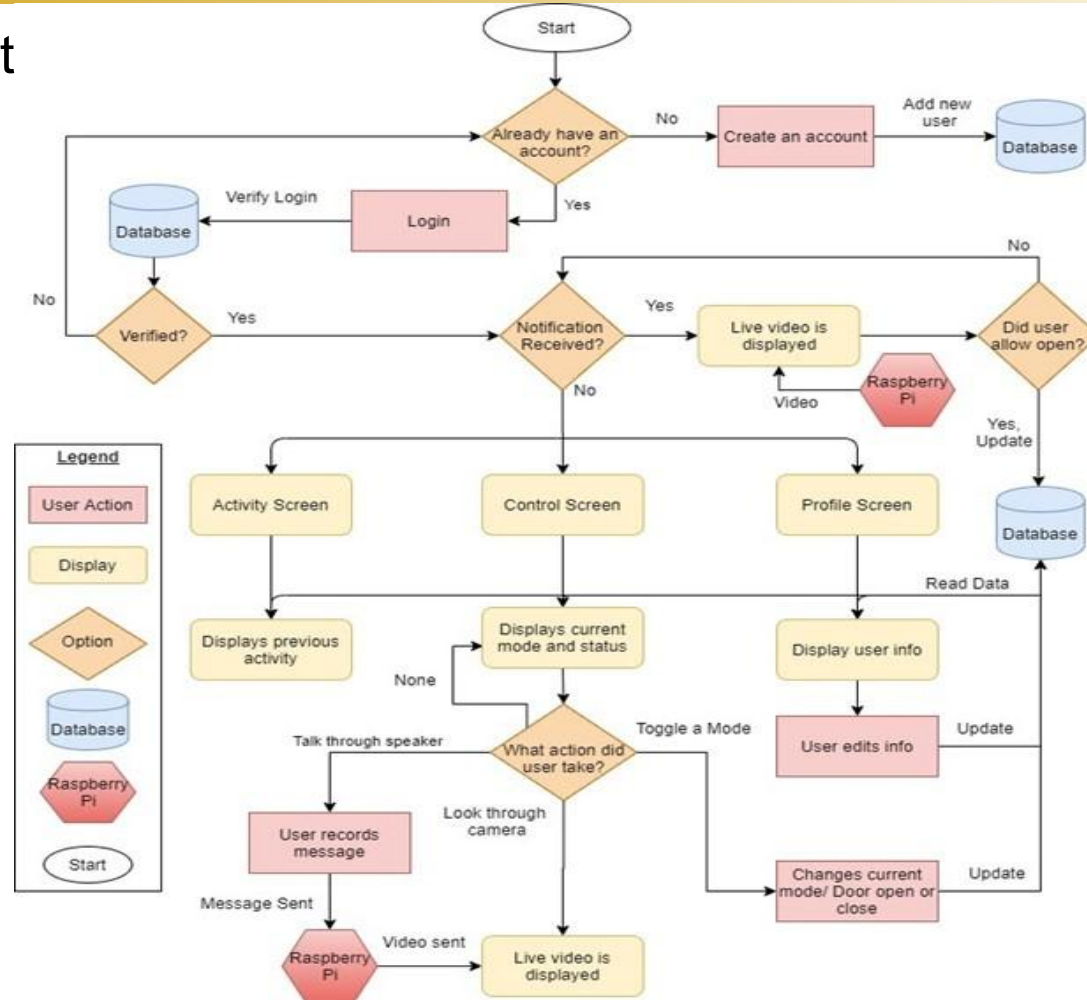 t
Start
Already have an
account?
No
Create an account
Add new
user
Database
Yes
Login
Verify Login
Database
No
Verified?
Yes
Notification
Received?
Yes
Live video is
displayed
No
Did user
allow open?
Raspberry
Pi
Video
No
Yes,
Update
Database
Legend
User Action
Display
Option
Database
Raspberry
Pi
Start
Activity Screen
Control Screen
Profile Screen
Read Data
Displays previous
activity
Displays current
mode and status
Display user info
None
What action did
user take?
Toggle a Mode
User edits info
Update
Talk through speaker
User records
message
Look through
camera
Changes current
mode/ Door open or
close
Update
Message Sent
Raspberry
Pi
Video sent
Live video is
displayed